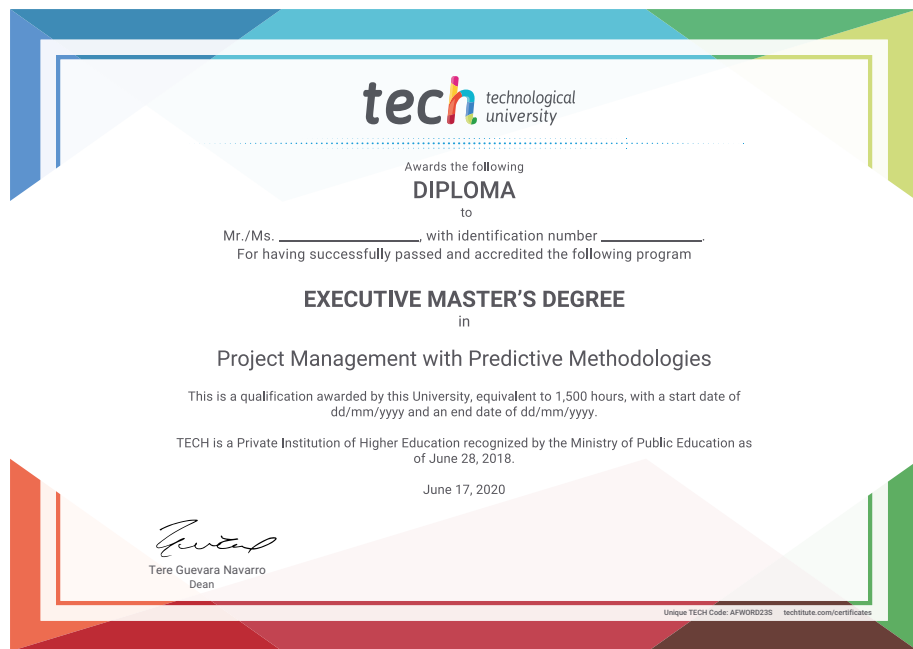 tech technological
university
Awards the following
DIPLOMA
to
Mr./Ms. ____________________, with identification number ______________.
For having successfully passed and accredited the following program
EXECUTIVE MASTER'S DEGREE
in
Project Management with Predictive Methodologies
This is a qualification awarded by this University, equivalent to 1,500 hours, with a start date of
dd/mm/yyyy and an end date of dd/mm/yyyy.
TECH is a Private Institution of Higher Education recognized by the Ministry of Public Education as
of June 28, 2018.
June 17, 2020
Tere Guevara Navarro
Dean
Unique TECH Code: AFWORD23S techtitute.com/certificates